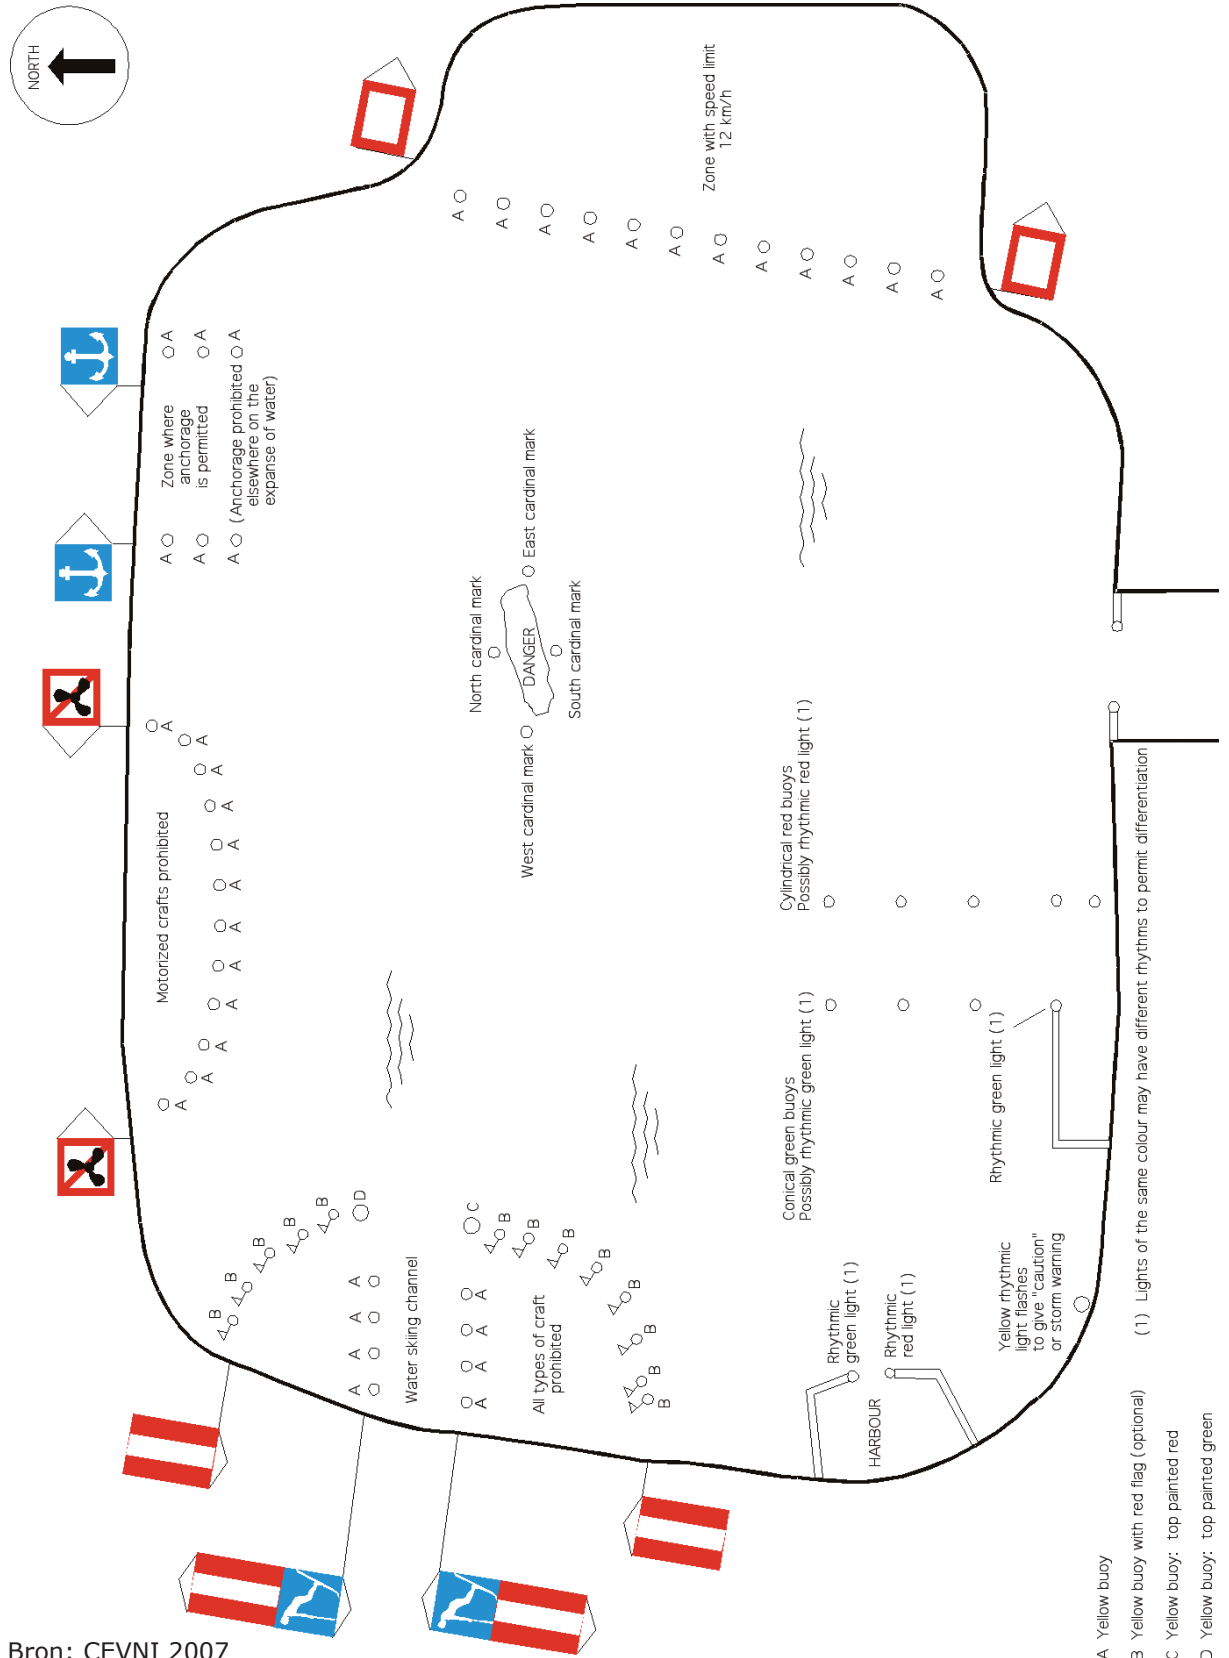 NORTH
Zone with speed limit
12 km/h
A
A
A
A
A
A
A
A
A
A
A
A
Zone where
anchorage
is permitted
(Anchorage prohibited
elsewhere on the
expanse of water)
A
A
A
A
A
A
North cardinal mark
East cardinal mark
DANGER
South cardinal mark
West cardinal mark
Motorized crafts prohibited
A
A
A
A
A
A
A
A
A
A
A
A
B
B
B
B
B
D
Water skiing channel
A
A
A
A
C
A
A
A
A
All types of craft
prohibited
B
B
B
B
B
B
B
B
Cylindrical red buoys
Possibly rhythmic red light (1)
Conical green buoys
Possibly rhythmic green light (1)
Rhythmic green light (1)
Rhythmic
green light (1)
Rhythmic
red light (1)
HARBOUR
Yellow rhythmic
light flashes
to give "caution"
or storm warning
A Yellow buoy
B Yellow buoy with red flag (optional)
C Yellow buoy: top painted red
D Yellow buoy: top painted green
(1) Lights of the same colour may have different rhythms to permit differentiation
Bron: CEVNI 2007